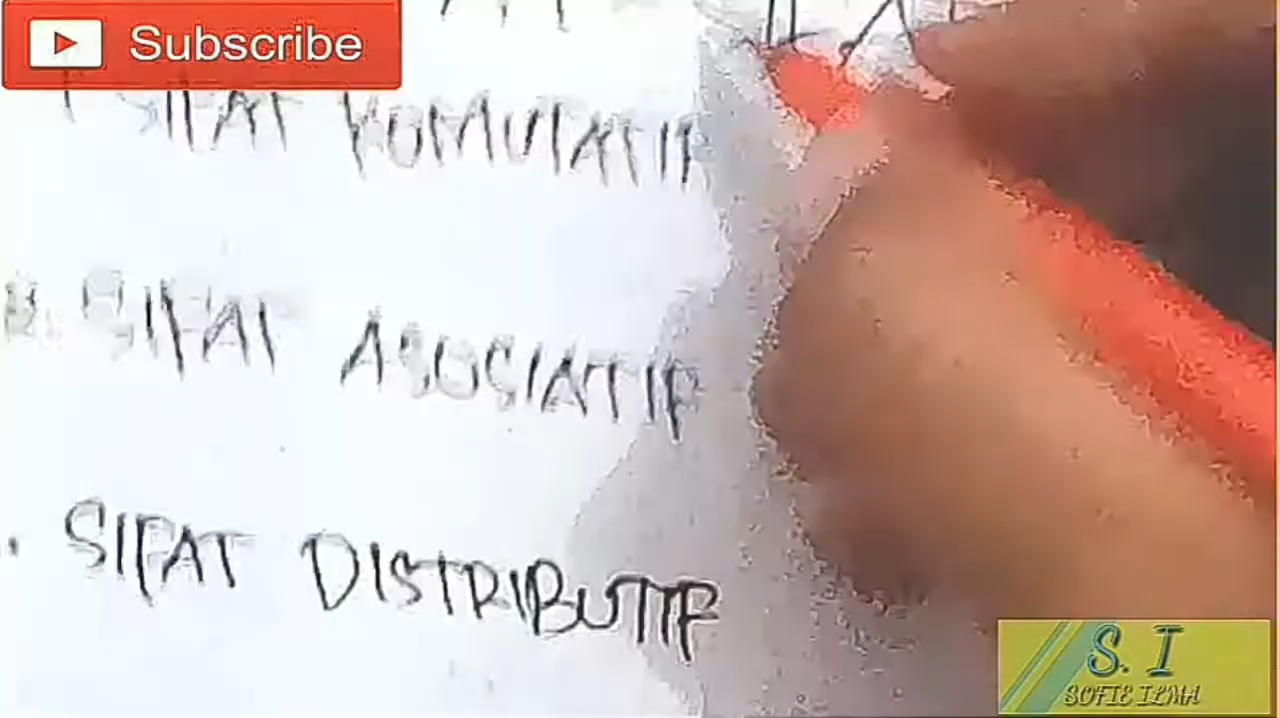 Subscribe
SIFAT KOMUTATIF
B. SIFAT ASOSIATIF
. SIFAT DISTRIBUTIF
S. I
SOFIE ILMA